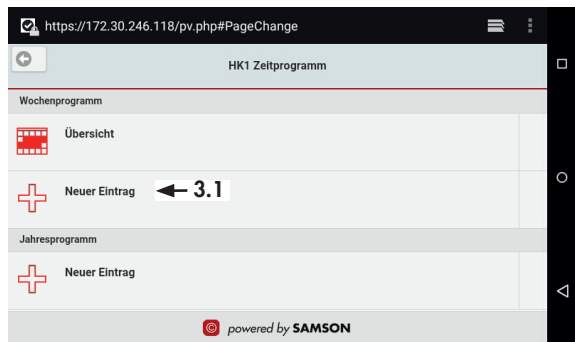 https://172.30.246.118/pv.php#PageChange
HK1 Zeitprogramm
Wochenprogramm
Übersicht
Neuer Eintrag
3.1
Jahresprogramm
Neuer Eintrag
© powered by SAMSON